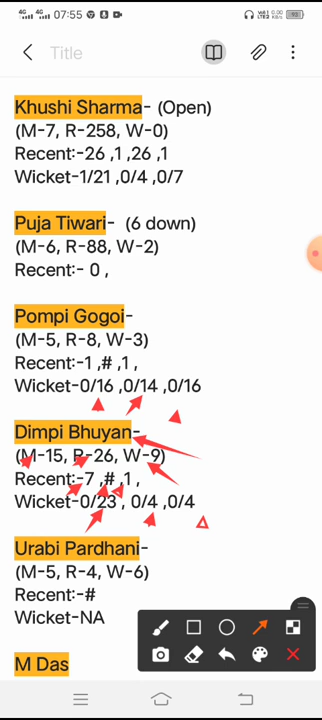 4G 4G 07:55
Title
Khushi Sharma- (Open)
(M-7, R-258, W-0)
Recent:-26 ,1 ,26 ,1
Wicket-1/21 ,0/4 ,0/7
Puja Tiwari- (6 down)
(M-6, R-88, W-2)
Recent:- 0 ,
Pompi Gogoi-
(M-5, R-8, W-3)
Recent:-1 ,# ,1 ,
Wicket-0/16 ,0/14 ,0/16
Dimpi Bhuyan-
(M-15, R-26, W-9)
Recent:-7 ,# ,1 ,
Wicket-0/23 , 0/4 ,0/4
Urabi Pardhani-
(M-5, R-4, W-6)
Recent:-#
Wicket-NA
M Das